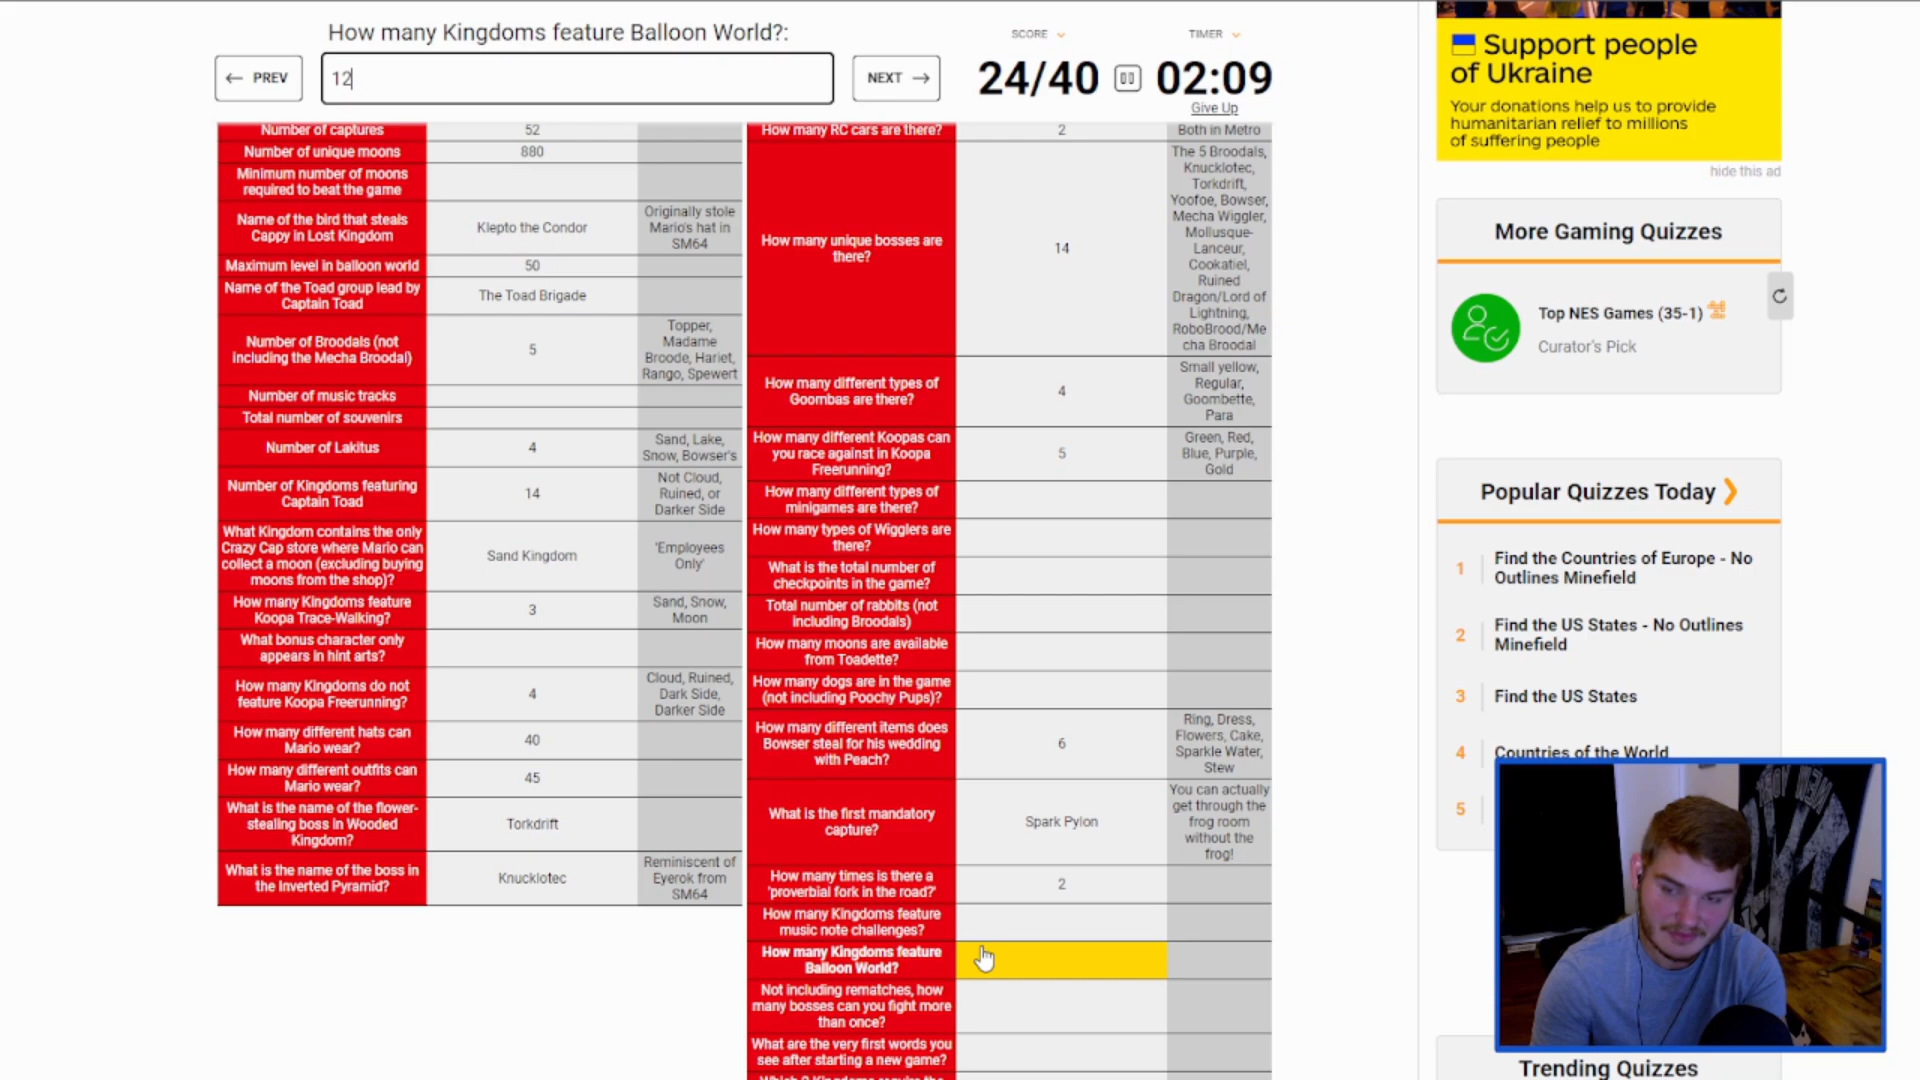 How many Kingdoms feature Balloon World?:
← PREV
12
NEXT →
SCORE
24/40
TIMER
02:09
Give Up
Number of captures
52
Number of unique moons
880
Minimum number of moons
required to beat the game
Name of the bird that steals
Cappy in Lost Kingdom
Klepto the Condor
Originally stole
Mario's hat in
SM64
Maximum level in balloon world
50
Name of the Toad group lead by
Captain Toad
The Toad Brigade
Number of Broodals (not
including the Mecha Broodal)
5
Topper,
Madame
Broode, Hariet,
Rango, Spewert
Number of music tracks
Total number of souvenirs
Number of Lakitus
4
Sand, Lake,
Snow, Bowser's
Number of Kingdoms featuring
Captain Toad
14
Not Cloud,
Ruined, or
Darker Side
What Kingdom contains the only
Crazy Cap store where Mario can
collect a moon (excluding buying
moons from the shop)?
Sand Kingdom
'Employees
Only'
How many Kingdoms feature
Koopa Trace-Walking?
3
Sand, Snow,
Moon
What bonus character only
appears in hint arts?
How many Kingdoms do not
feature Koopa Freerunning?
4
Cloud, Ruined,
Dark Side,
Darker Side
How many different hats can
Mario wear?
40
How many different outfits can
Mario wear?
45
What is the name of the flower-
stealing boss in Wooded
Kingdom?
Torkdrift
What is the name of the boss in
the Inverted Pyramid?
Knucklotec
Reminiscent of
Eyerok from
SM64
How many RC cars are there?
2
Both in Metro
How many unique bosses are
there?
14
The 5 Broodals,
Knucklotec,
Torkdrift,
Yoofoe, Bowser,
Mecha Wiggler,
Mollusque-
Lanceur,
Cookatiel,
Ruined
Dragon/Lord of
Lightning,
RoboBrood/Me
cha Broodal
How many different types of
Goombas are there?
4
Small yellow,
Regular,
Goombette,
Para
How many different Koopas can
you race against in Koopa
Freerunning?
5
Green, Red,
Blue, Purple,
Gold
How many different types of
minigames are there?
How many types of Wigglers are
there?
What is the total number of
checkpoints in the game?
Total number of rabbits (not
including Broodals)
How many moons are available
from Toadette?
How many dogs are in the game
(not including Poochy Pups)?
How many different items does
Bowser steal for his wedding
with Peach?
6
Ring, Dress,
Flowers, Cake,
Sparkle Water,
Stew
What is the first mandatory
capture?
Spark Pylon
You can actually
get through the
frog room
without the
frog!
How many times is there a
'proverbial fork in the road?'
2
How many Kingdoms feature
music note challenges?
How many Kingdoms feature
Balloon World?
Not including rematches, how
many bosses can you fight more
than once?
What are the very first words you
see after starting a new game?
Which 2 Kingdoms require the
Support people
of Ukraine
Your donations help us to provide
humanitarian relief to millions
of suffering people
hide this ad
More Gaming Quizzes
Top NES Games (35-1)
Curator's Pick
Popular Quizzes Today ❯
1
Find the Countries of Europe - No
Outlines Minefield
2
Find the US States - No Outlines
Minefield
3
Find the US States
4
Countries of the World
5
NEW YORK
Trending Quizzes